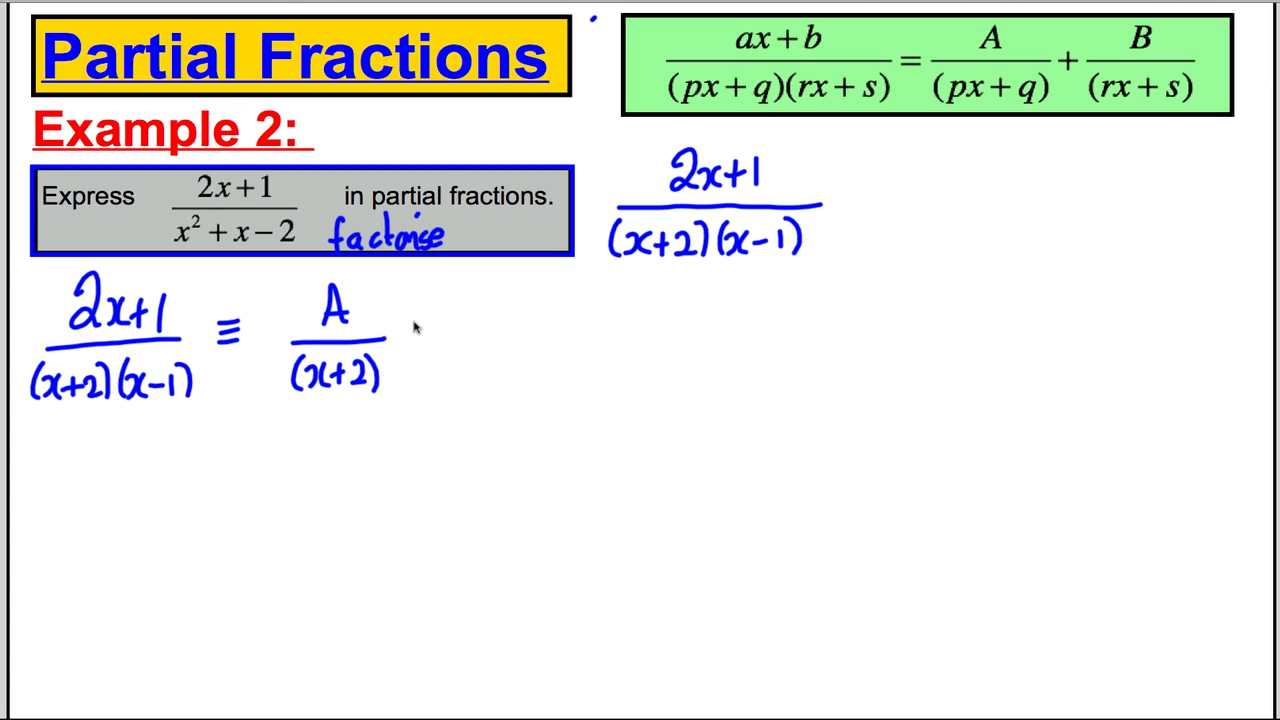 Partial Fractions
ax + b / (px + q)(rx + s) = A / (px + q) + B / (rx + s)
Example 2:
Express 2x + 1 / x² + x − 2 in partial fractions.
factorise
2x+1 / (x+2)(x−1)
2x+1 / (x+2)(x−1) ≡ A / (x+2)